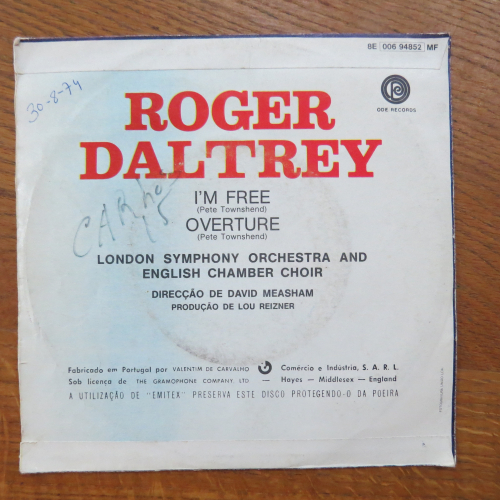 8E 006 94852 MF
30-8-74
ODE RECORDS
ROGER
DALTREY
I'M FREE
(Pete Townshend)
OVERTURE
(Pete Townshend)
LONDON SYMPHONY ORCHESTRA AND
ENGLISH CHAMBER CHOIR
DIRECÇÃO DE DAVID MEASHAM
PRODUÇÃO DE LOU REIZNER
Fabricado em Portugal por VALENTIM DE CARVALHO Comércio e Indústria, S. A. R. L.
Sob licença de THE GRAMOPHONE COMPANY, LTD — Hayes — Middlesex — England
A UTILIZAÇÃO DE "EMITEX" PRESERVA ESTE DISCO PROTEGENDO-O DA POEIRA